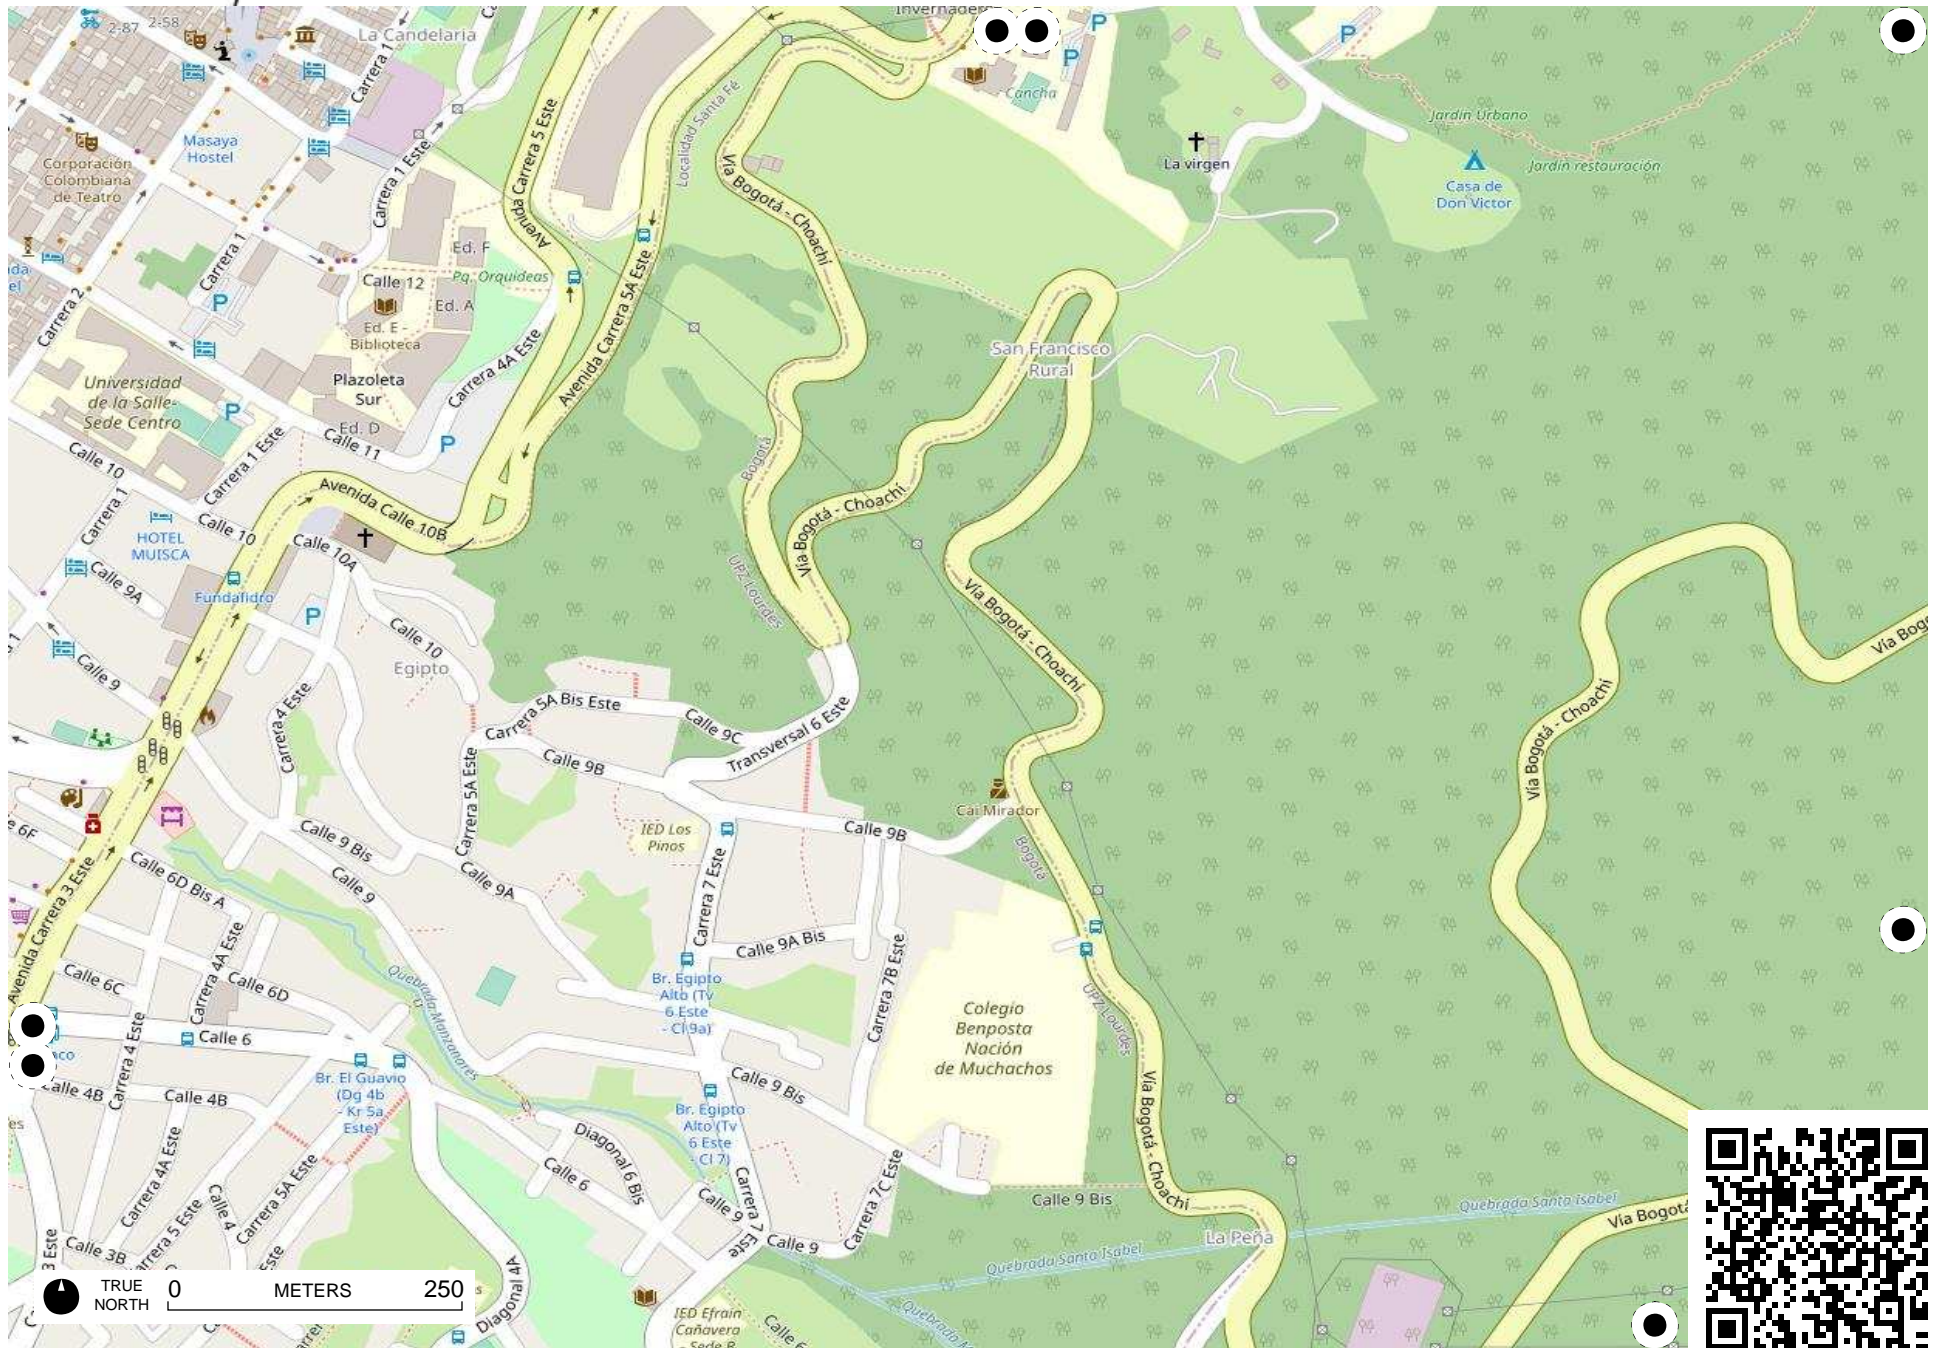 2-87
2-58
La Candelaria
Carrera 1
Invernadero
Cancha
Jardín Urbano
Jardín restauración
La virgen
Casa de
Don Victor
Masaya
Hostel
Corporación
Colombiana
de Teatro
Carrera 1 Este
Avenida Carrera 5 Este
Avenida
Localidad Santa Fé
Vía Bogotá - Choachí
Carrera 1
Carrera 2
Ed. F
Pq. Orquideas
Calle 12
Ed. A
Ed. E -
Biblioteca
Avenida Carrera 5A Este
Avenida Carrera 5A Este
Carrera 4A Este
San Francisco
Rural
Plazoleta
Sur
Universidad
de la Salle-
Sede Centro
Ed. D
Calle 11
Calle 10
Carrera 1 Este
Carrera 1
Avenida Calle 10B
Bogotá
Vía Bogotá - Choachí
UPZ Lourdes
Calle 10
Calle 10A
HOTEL
MUISCA
Calle 9A
Fundafidro
Calle 10
Egipto
Vía Bogotá - Choachí
Calle 9
Carrera4 Este
Carrera 5A Bis Este
Calle 9C
Transversal 6 Este
Calle 9B
Carrera 5A Este
Cai Mirador
Vía Bogotá - Choachí
IED Los
Pinos
Calle 9B
Bogotá
Calle 9 Bis
Calle 9
Calle 9A
Calle 6D Bis A
Avenida Carrera 3 Este
Carrera 7 Este
Calle 9A Bis
Carrera 7B Este
Calle 6C
Carrera 4A Este
Calle 6D
Quebrada Manzanares
Br. Egipto
Alto (Tv
6 Este
- Cl 9a)
UPZ Lourdes
Colegio
Benposta
Nación
de Muchachos
Calle 6
Carrera 4 Este
Br. El Guavio
(Dg 4b
- Kr 5a
Este)
Calle 4B
Calle 4B
Calle 9 Bis
Br. Egipto
Alto (Tv
6 Este
- Cl 7)
Vía Bogotá - Choachí
Diagonal 6 Bis
Calle 6
Carrera 4A Este
Carrera 5A Este
Calle 4
Calle 9
Carrera 7 Este
Calle 9
Carrera 7C Este
Calle 9 Bis
Quebrada Santa Isabel
Vía Bogotá
La Peña
Quebrada Santa Isabel
Calle 3B
Diagonal 4A
IED Efraín
Cañavera
TRUE
NORTH
0
METERS
250